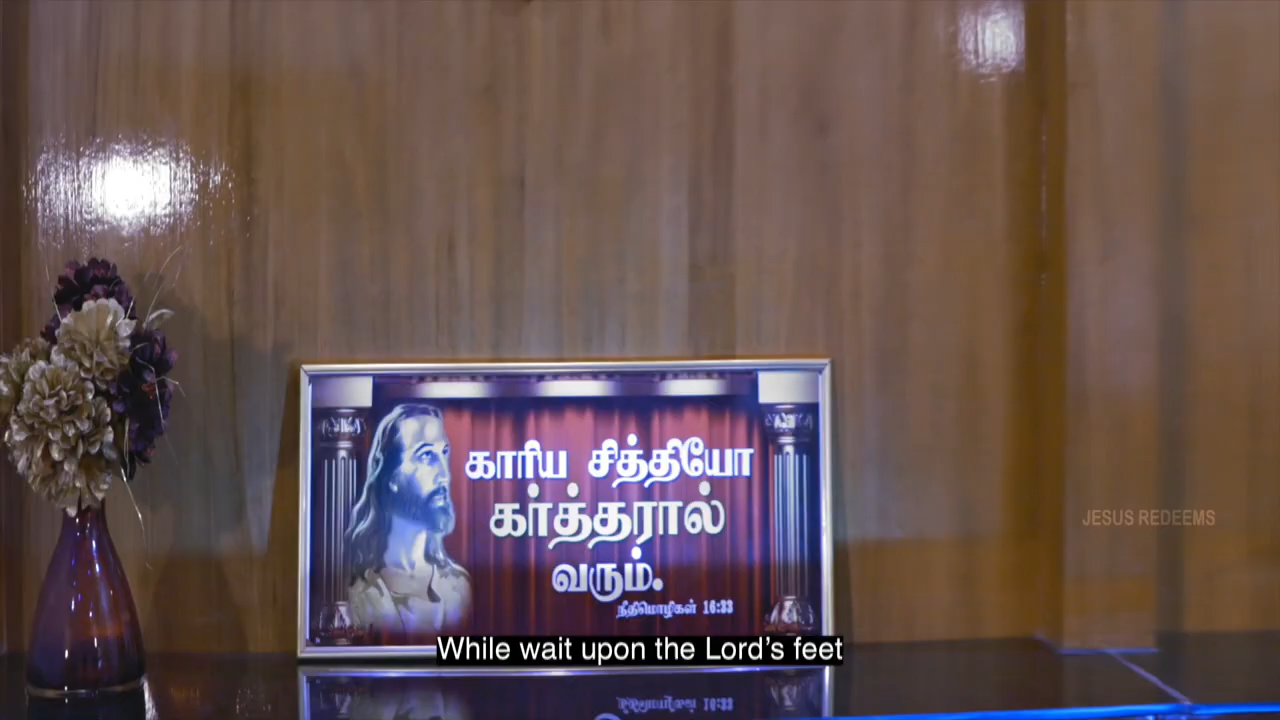 காரிய சித்தியோ
கர்த்தரால்
வரும்.
நீதிமொழிகள் 16:33
JESUS REDEEMS
While wait upon the Lord's feet